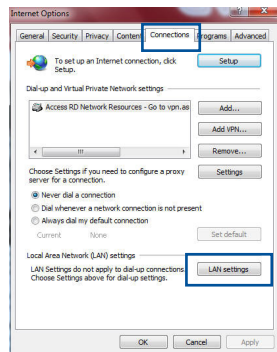 Internet Options
General Security Privacy Content Connections Programs Advanced
To set up an Internet connection, click
Setup.
Setup
Dial-up and Virtual Private Network settings
Access RD Network Resources - Go to vpn.as
Add...
Add VPN...
Remove...
Choose Settings if you need to configure a proxy
server for a connection.
Settings
Never dial a connection
Dial whenever a network connection is not present
Always dial my default connection
Current None
Set default
Local Area Network (LAN) settings
LAN Settings do not apply to dial-up connections.
Choose Settings above for dial-up settings.
LAN settings
OK Cancel Apply